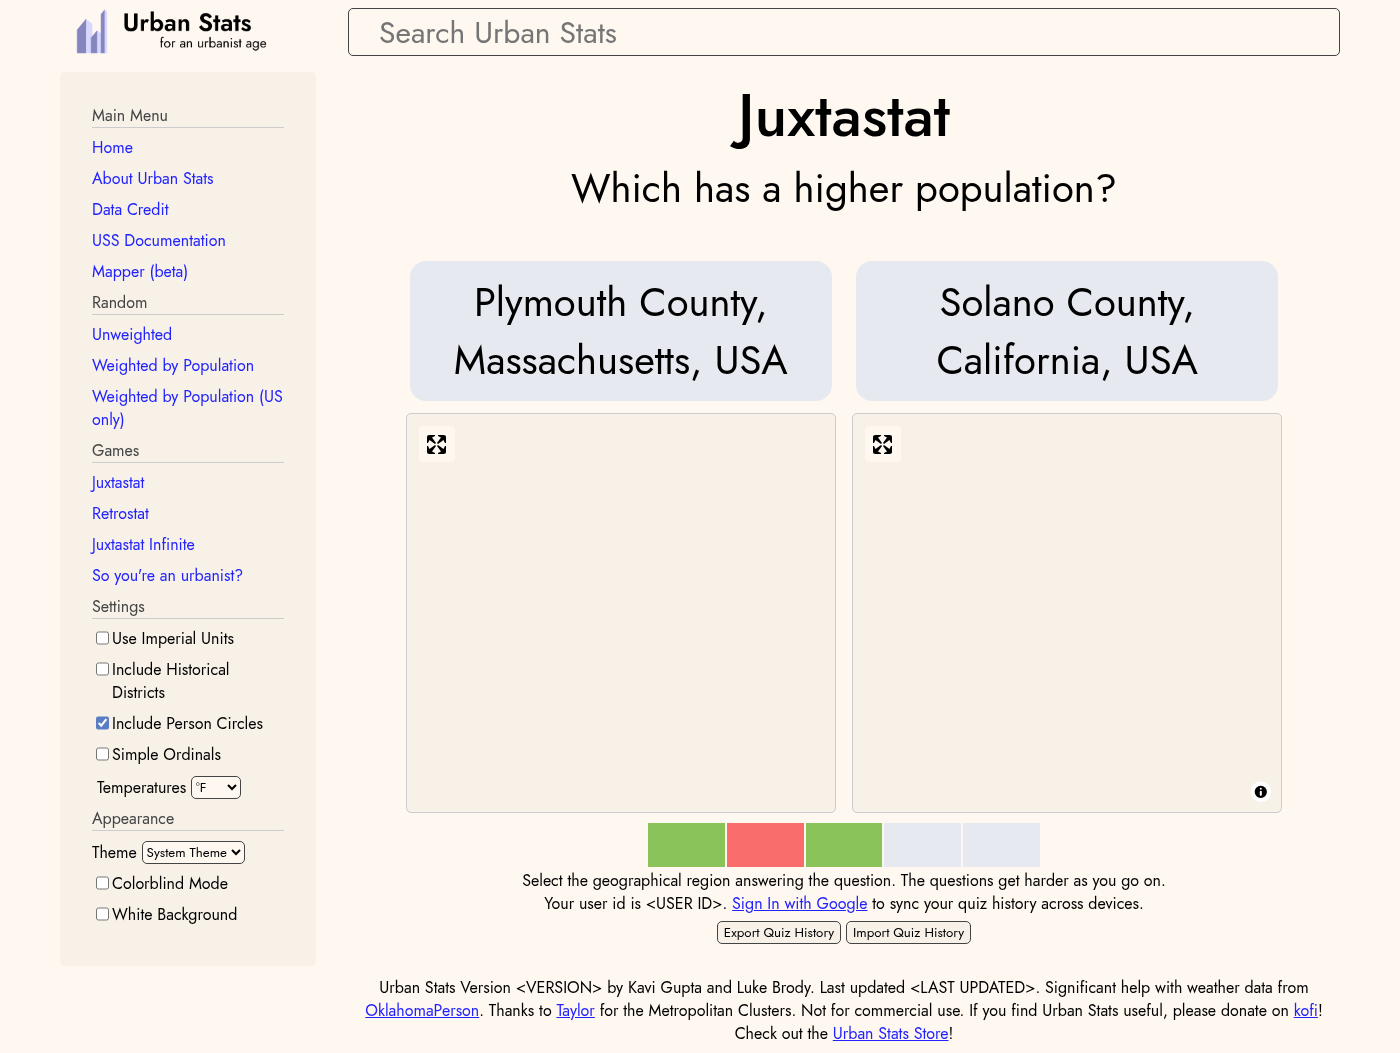 Urban Stats
for an urbanist age
Search Urban Stats
Main Menu
Home
About Urban Stats
Data Credit
USS Documentation
Mapper (beta)
Random
Unweighted
Weighted by Population
Weighted by Population (US
only)
Games
Juxtastat
Retrostat
Juxtastat Infinite
So you're an urbanist?
Settings
Use Imperial Units
Include Historical
Districts
Include Person Circles
Simple Ordinals
Temperatures °F
Appearance
Theme System Theme
Colorblind Mode
White Background
Juxtastat
Which has a higher population?
Plymouth County,
Massachusetts, USA
Solano County,
California, USA
Select the geographical region answering the question. The questions get harder as you go on.
Your user id is <USER ID>. Sign In with Google to sync your quiz history across devices.
Export Quiz History Import Quiz History
Urban Stats Version <VERSION> by Kavi Gupta and Luke Brody. Last updated <LAST UPDATED>. Significant help with weather data from
OklahomaPerson. Thanks to Taylor for the Metropolitan Clusters. Not for commercial use. If you find Urban Stats useful, please donate on kofi!
Check out the Urban Stats Store!